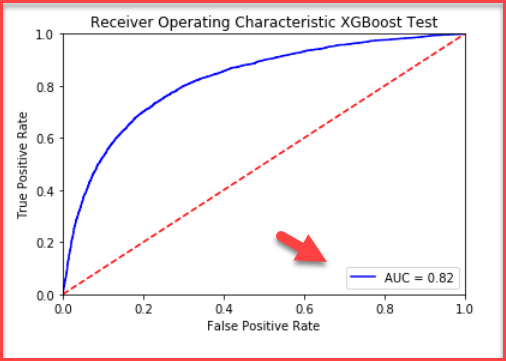 Receiver Operating Characteristic XGBoost Test
1.0
0.8
0.6
0.4
0.2
0.0
True Positive Rate
AUC = 0.82
0.0 0.2 0.4 0.6 0.8 1.0
False Positive Rate